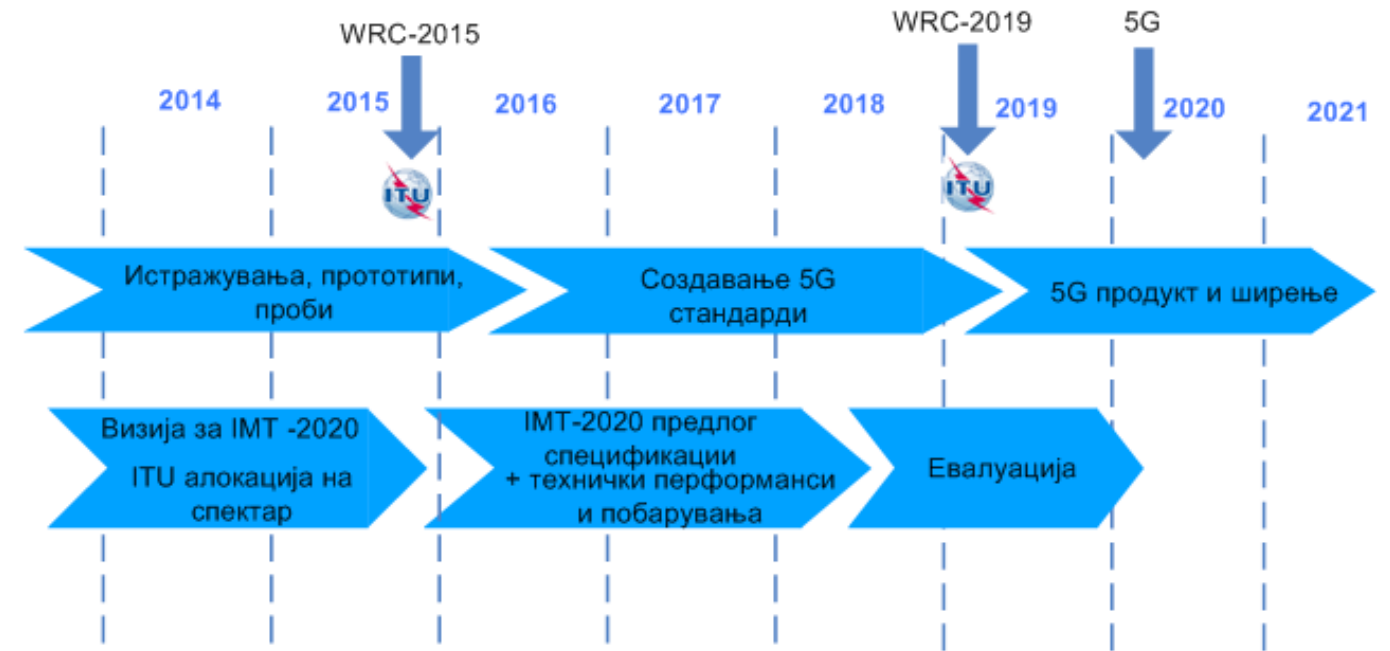 WRC-2015
WRC-2019
5G
2014
2015
2016
2017
2018
2019
2020
2021
ITU
ITU
Истражувања, прототипи,
проби
Создавање 5G
стандарди
5G продукт и ширење
Визија за IMT -2020
ITU алокација на
спектар
IMT-2020 предлог
спецификации
+ технички перформанси
и побарувања
Евалуација